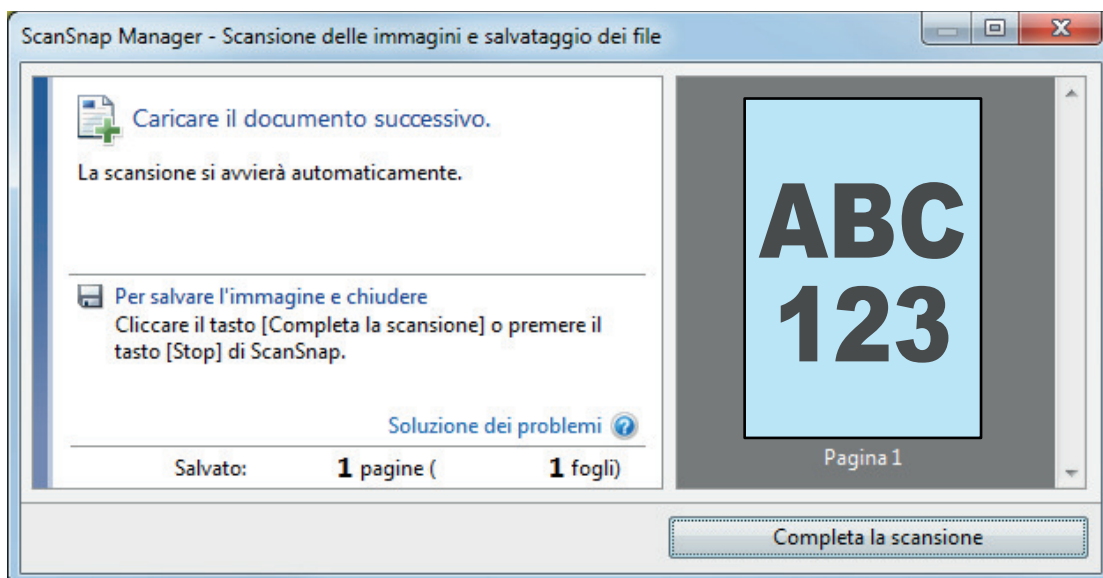 ScanSnap Manager - Scansione delle immagini e salvataggio dei file
Caricare il documento successivo.
La scansione si avvierà automaticamente.
Per salvare l'immagine e chiudere
Cliccare il tasto [Completa la scansione] o premere il
tasto [Stop] di ScanSnap.
Soluzione dei problemi
Salvato: 1 pagine ( 1 fogli)
ABC
123
Pagina 1
Completa la scansione